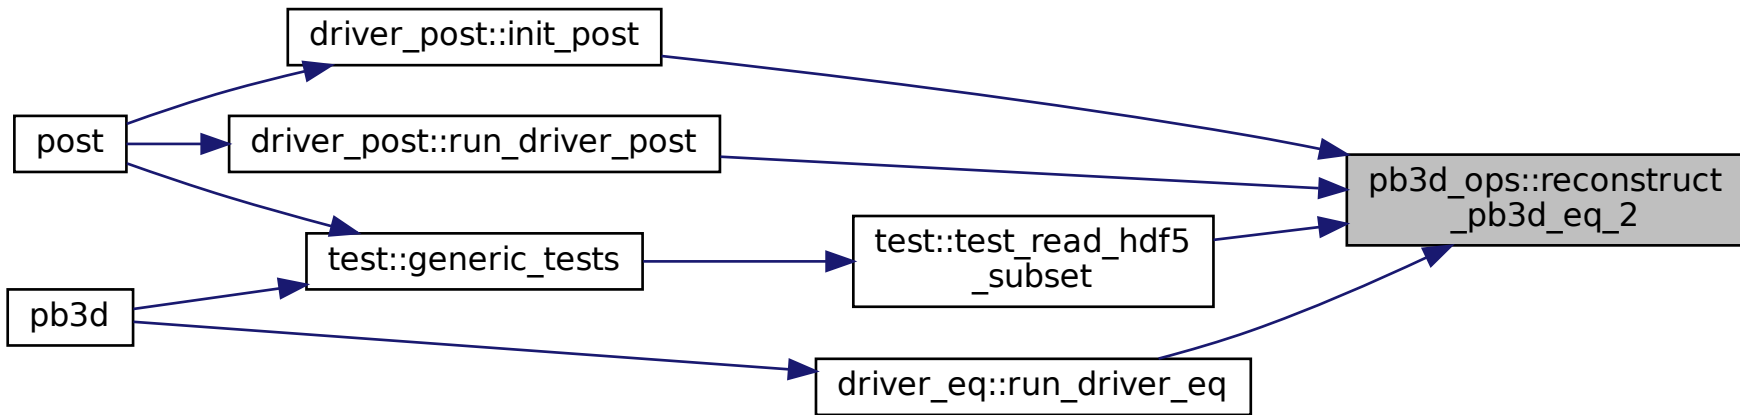 driver_post::init_post
post
driver_post::run_driver_post
pb3d_ops::reconstruct
_pb3d_eq_2
test::generic_tests
test::test_read_hdf5
_subset
pb3d
driver_eq::run_driver_eq